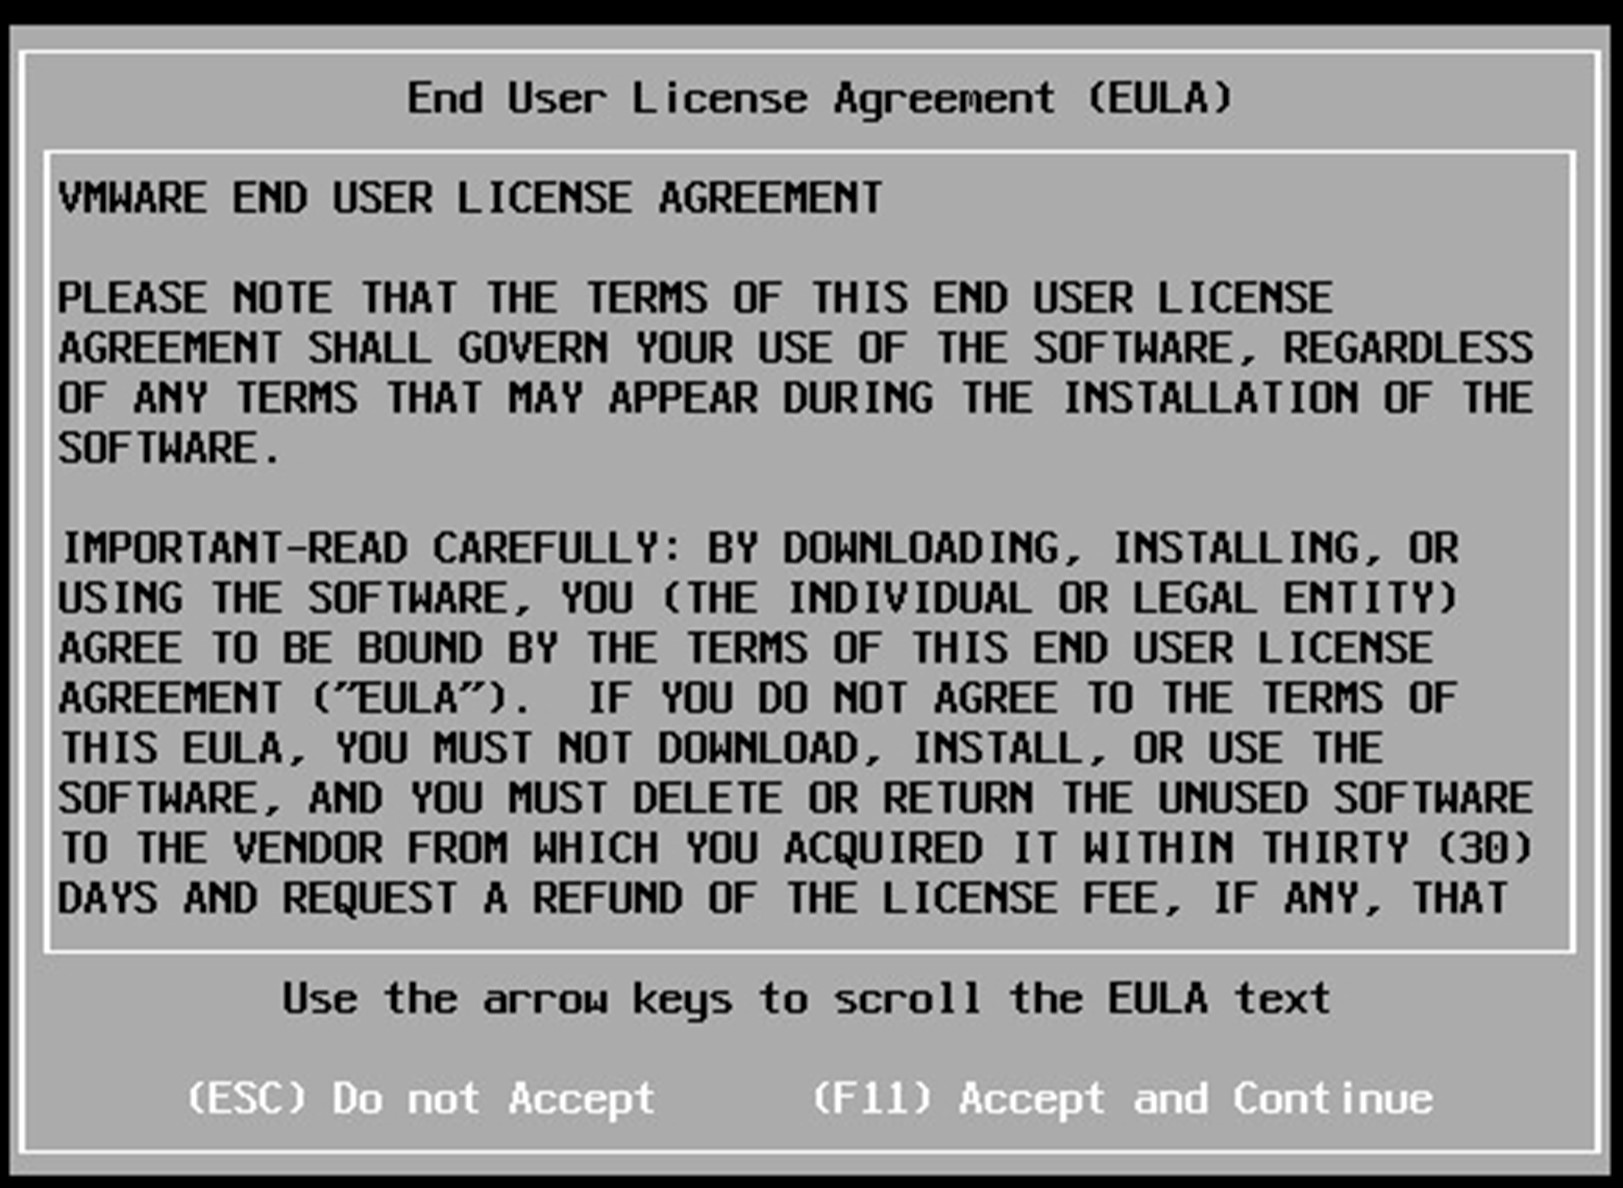 End User License Agreement (EULA)
VMWARE END USER LICENSE AGREEMENT
PLEASE NOTE THAT THE TERMS OF THIS END USER LICENSE
AGREEMENT SHALL GOVERN YOUR USE OF THE SOFTWARE, REGARDLESS
OF ANY TERMS THAT MAY APPEAR DURING THE INSTALLATION OF THE
SOFTWARE.
IMPORTANT-READ CAREFULLY: BY DOWNLOADING, INSTALLING, OR
USING THE SOFTWARE, YOU (THE INDIVIDUAL OR LEGAL ENTITY)
AGREE TO BE BOUND BY THE TERMS OF THIS END USER LICENSE
AGREEMENT ("EULA").  IF YOU DO NOT AGREE TO THE TERMS OF
THIS EULA, YOU MUST NOT DOWNLOAD, INSTALL, OR USE THE
SOFTWARE, AND YOU MUST DELETE OR RETURN THE UNUSED SOFTWARE
TO THE VENDOR FROM WHICH YOU ACQUIRED IT WITHIN THIRTY (30)
DAYS AND REQUEST A REFUND OF THE LICENSE FEE, IF ANY, THAT
Use the arrow keys to scroll the EULA text
(ESC) Do not Accept (F11) Accept and Continue